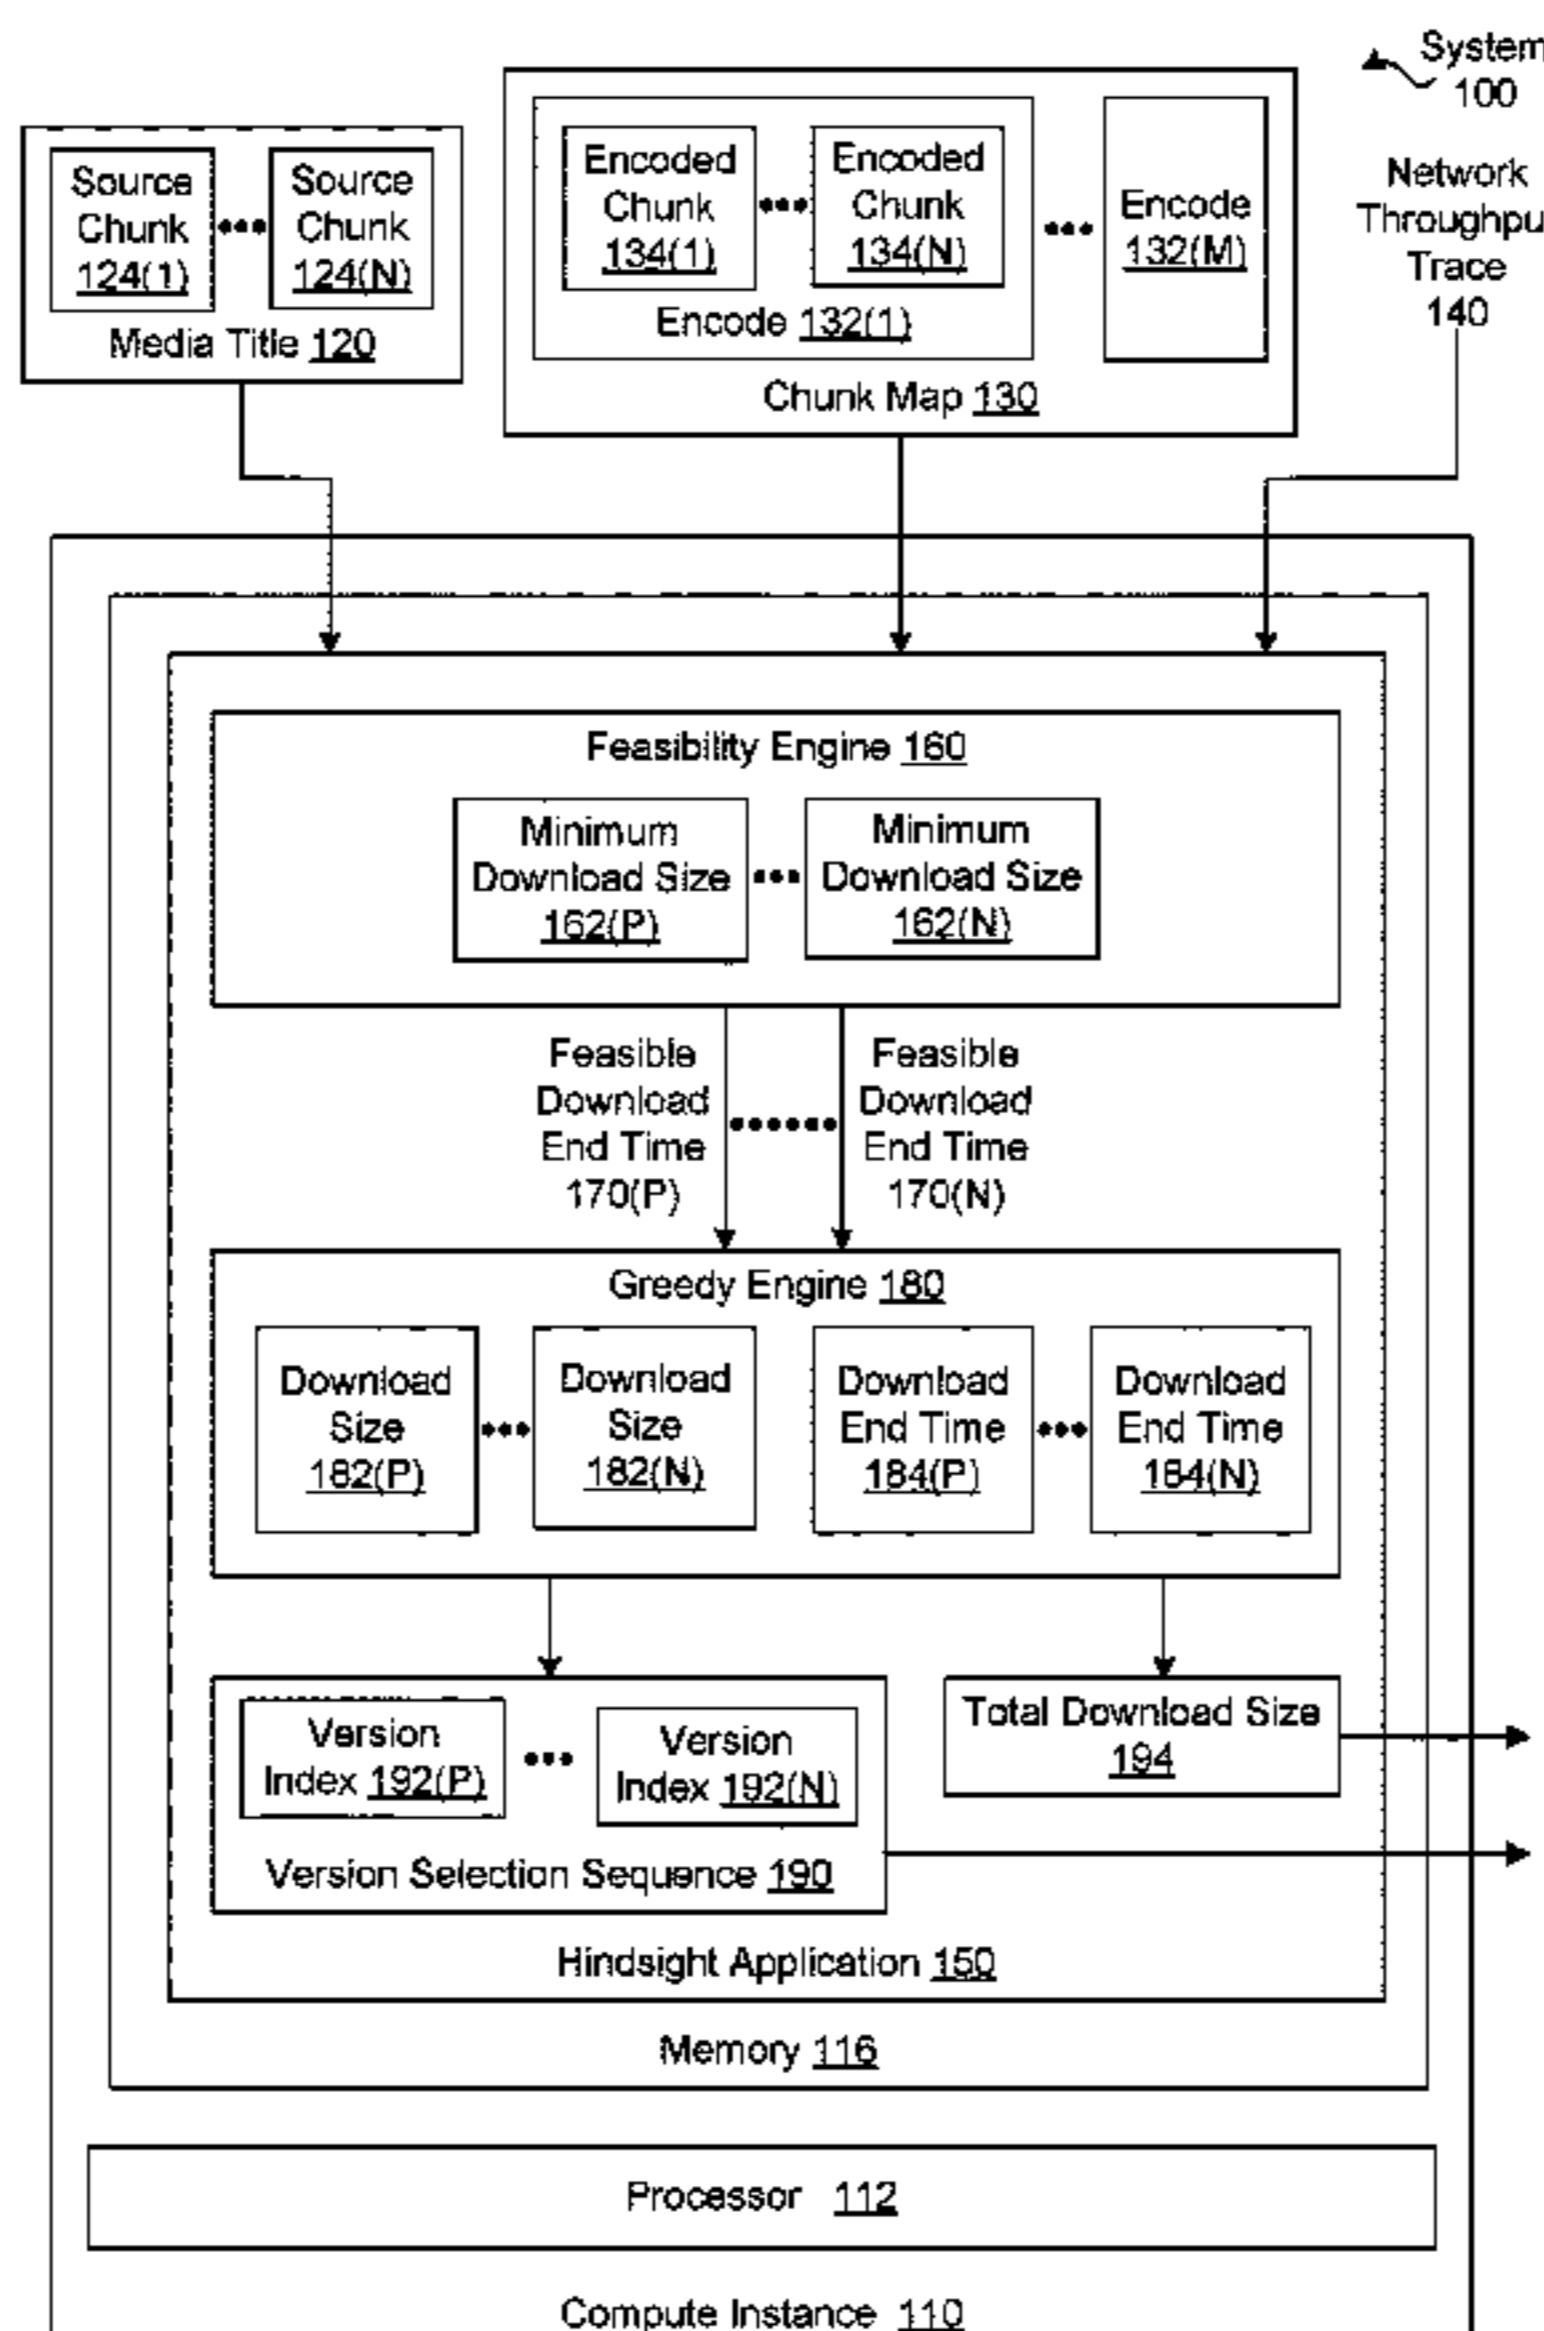 System
100
Source
Chunk
124(1)
Source
Chunk
124(N)
Media Title 120
Encoded
Chunk
134(1)
Encoded
Chunk
134(N)
Encode 132(1)
Encode
132(M)
Chunk Map 130
Network
Throughpu
Trace
140
Feasibility Engine 160
Minimum
Download Size
162(P)
Minimum
Download Size
162(N)
Feasible
Download
End Time
170(P)
Feasible
Download
End Time
170(N)
Greedy Engine 180
Download
Size
182(P)
Download
Size
182(N)
Download
End Time
184(P)
Download
End Time
184(N)
Version
Index 192(P)
Version
Index 192(N)
Version Selection Sequence 190
Total Download Size
194
Hindsight Application 150
Memory 116
Processor 112
Compute Instance 110